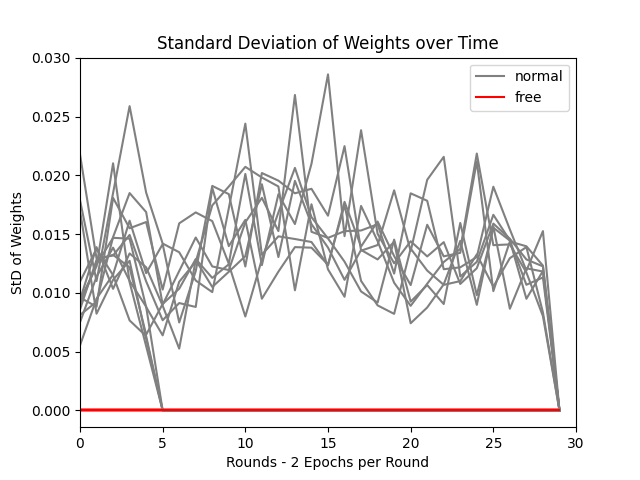 Standard Deviation of Weights over Time
StD of Weights
0.030
0.025
0.020
0.015
0.010
0.005
0.000
normal
free
0 5 10 15 20 25 30
Rounds - 2 Epochs per Round